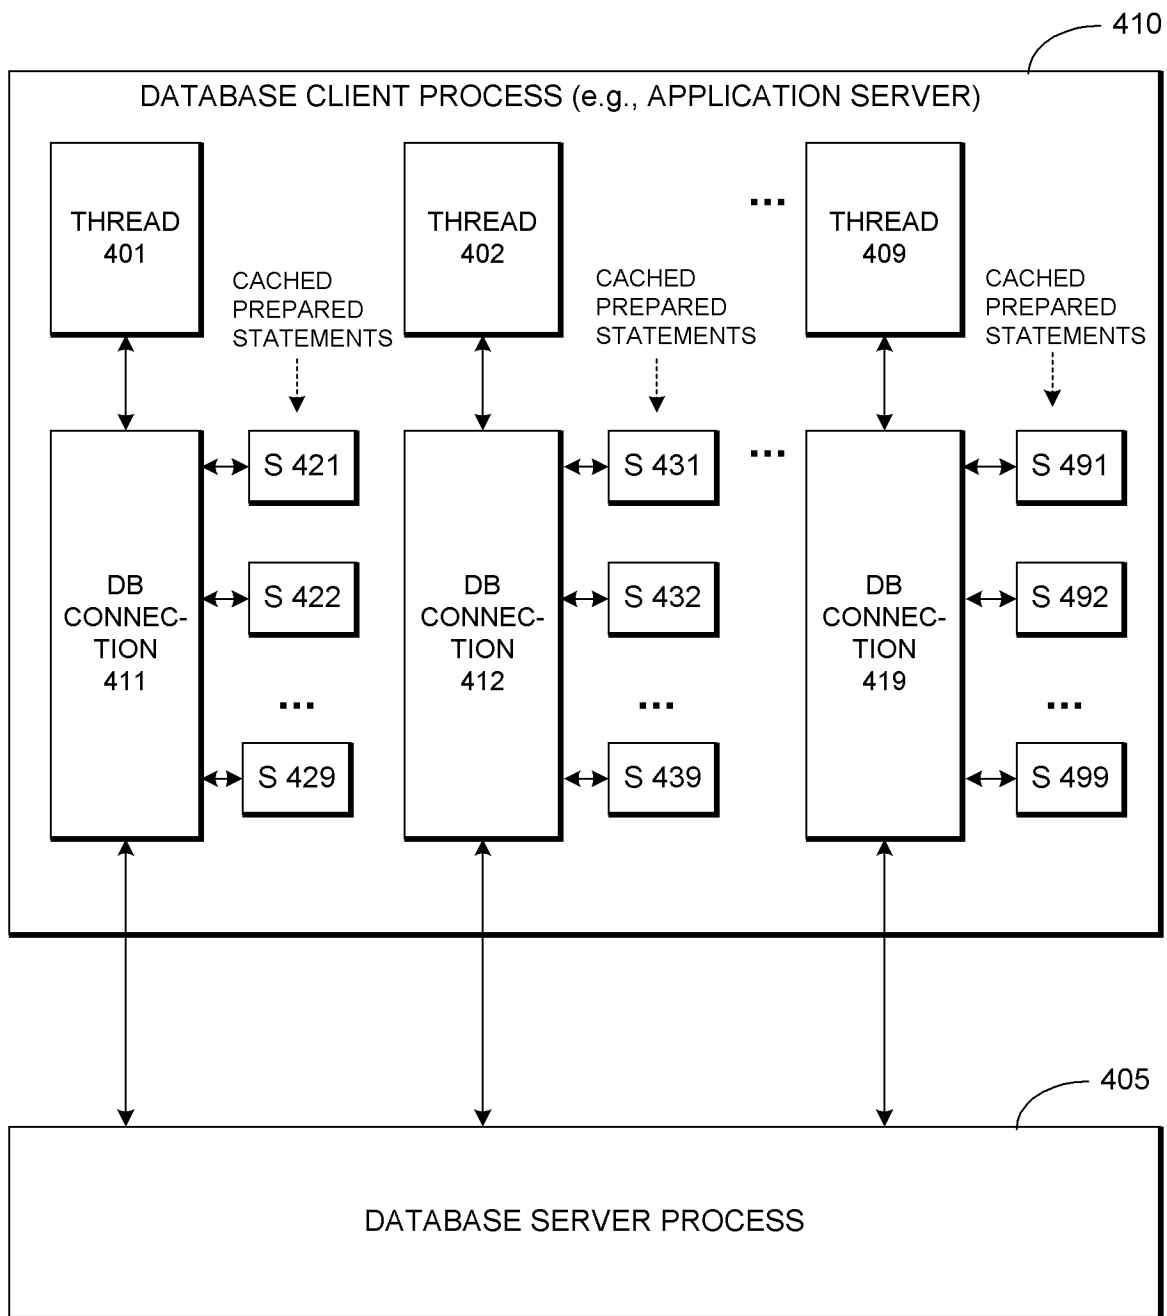 410
DATABASE CLIENT PROCESS (e.g., APPLICATION SERVER)
THREAD
401
THREAD
402
...
THREAD
409
CACHED
PREPARED
STATEMENTS
CACHED
PREPARED
STATEMENTS
CACHED
PREPARED
STATEMENTS
DB
CONNEC-
TION
411
S 421
S 422
...
S 429
DB
CONNEC-
TION
412
S 431
S 432
...
S 439
...
DB
CONNEC-
TION
419
S 491
S 492
...
S 499
405
DATABASE SERVER PROCESS